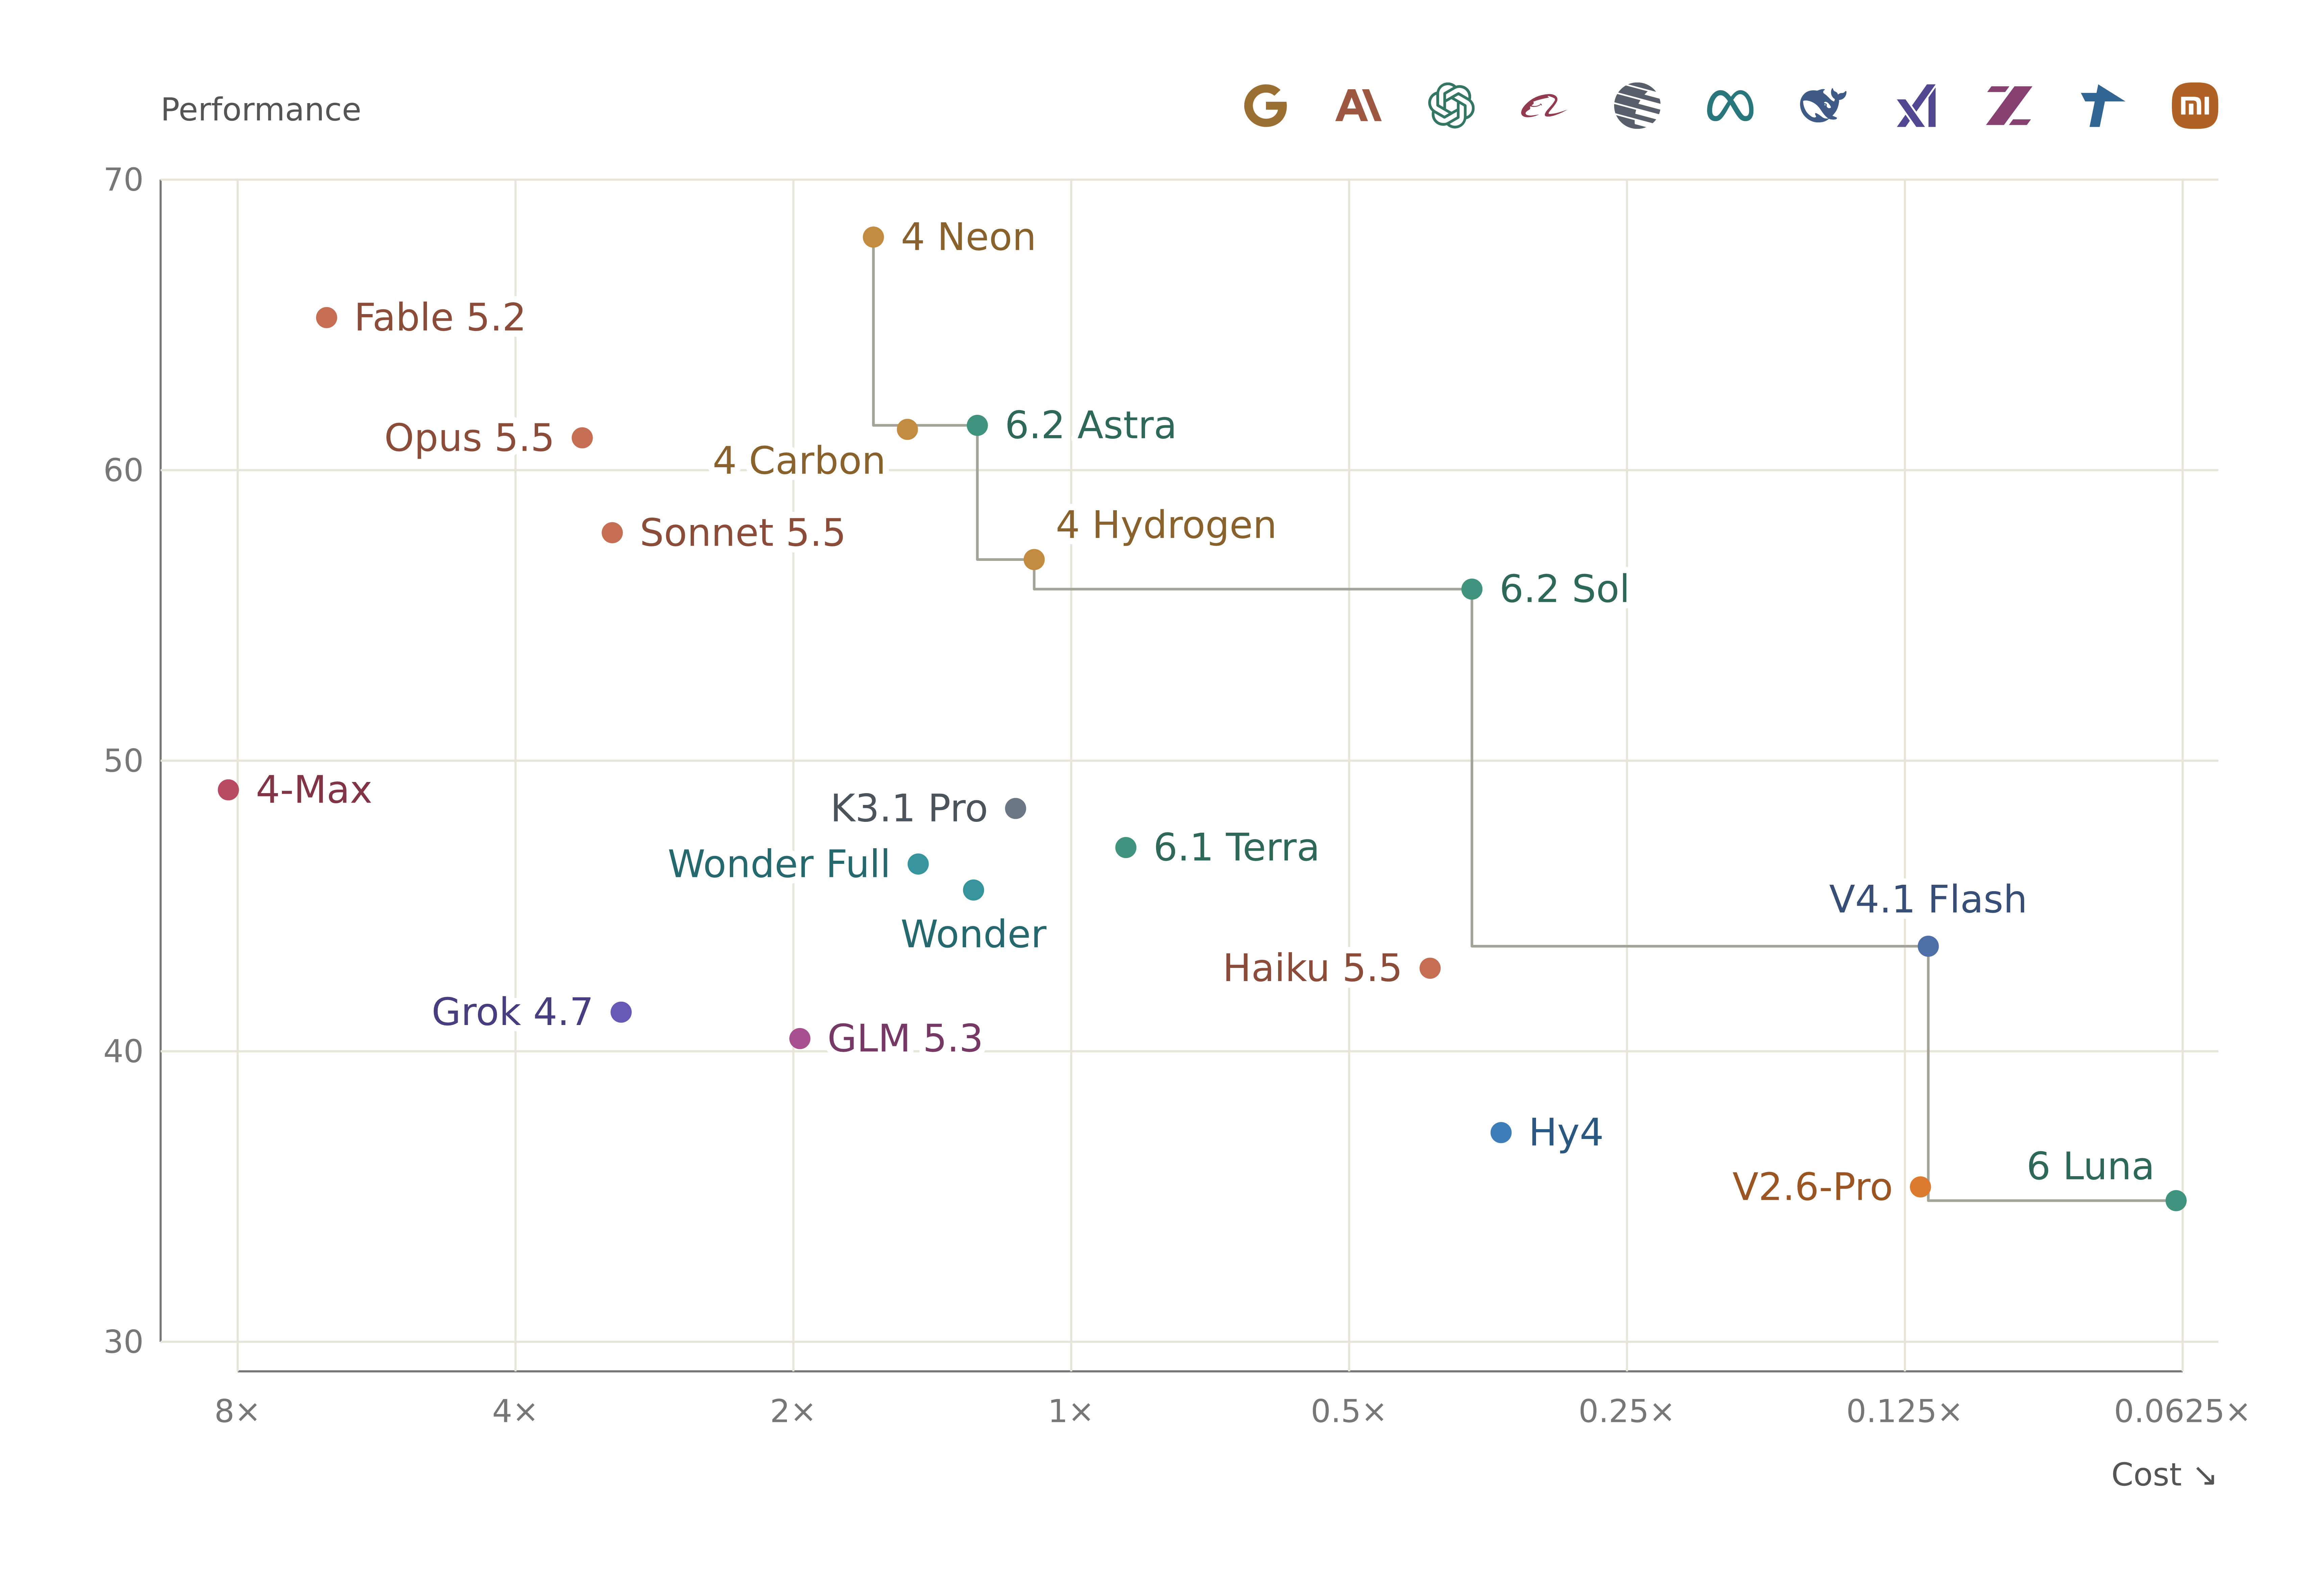 Performance
70
4 Neon
Fable 5.2
6.2 Astra
Opus 5.5
4 Carbon
60
4 Hydrogen
Sonnet 5.5
6.2 Sol
50
4-Max
K3.1 Pro
6.1 Terra
Wonder Full
V4.1 Flash
Wonder
Haiku 5.5
Grok 4.7
GLM 5.3
40
Hy4
6 Luna
V2.6-Pro
30
8× 4× 2× 1× 0.5× 0.25× 0.125× 0.0625×
Cost ↘